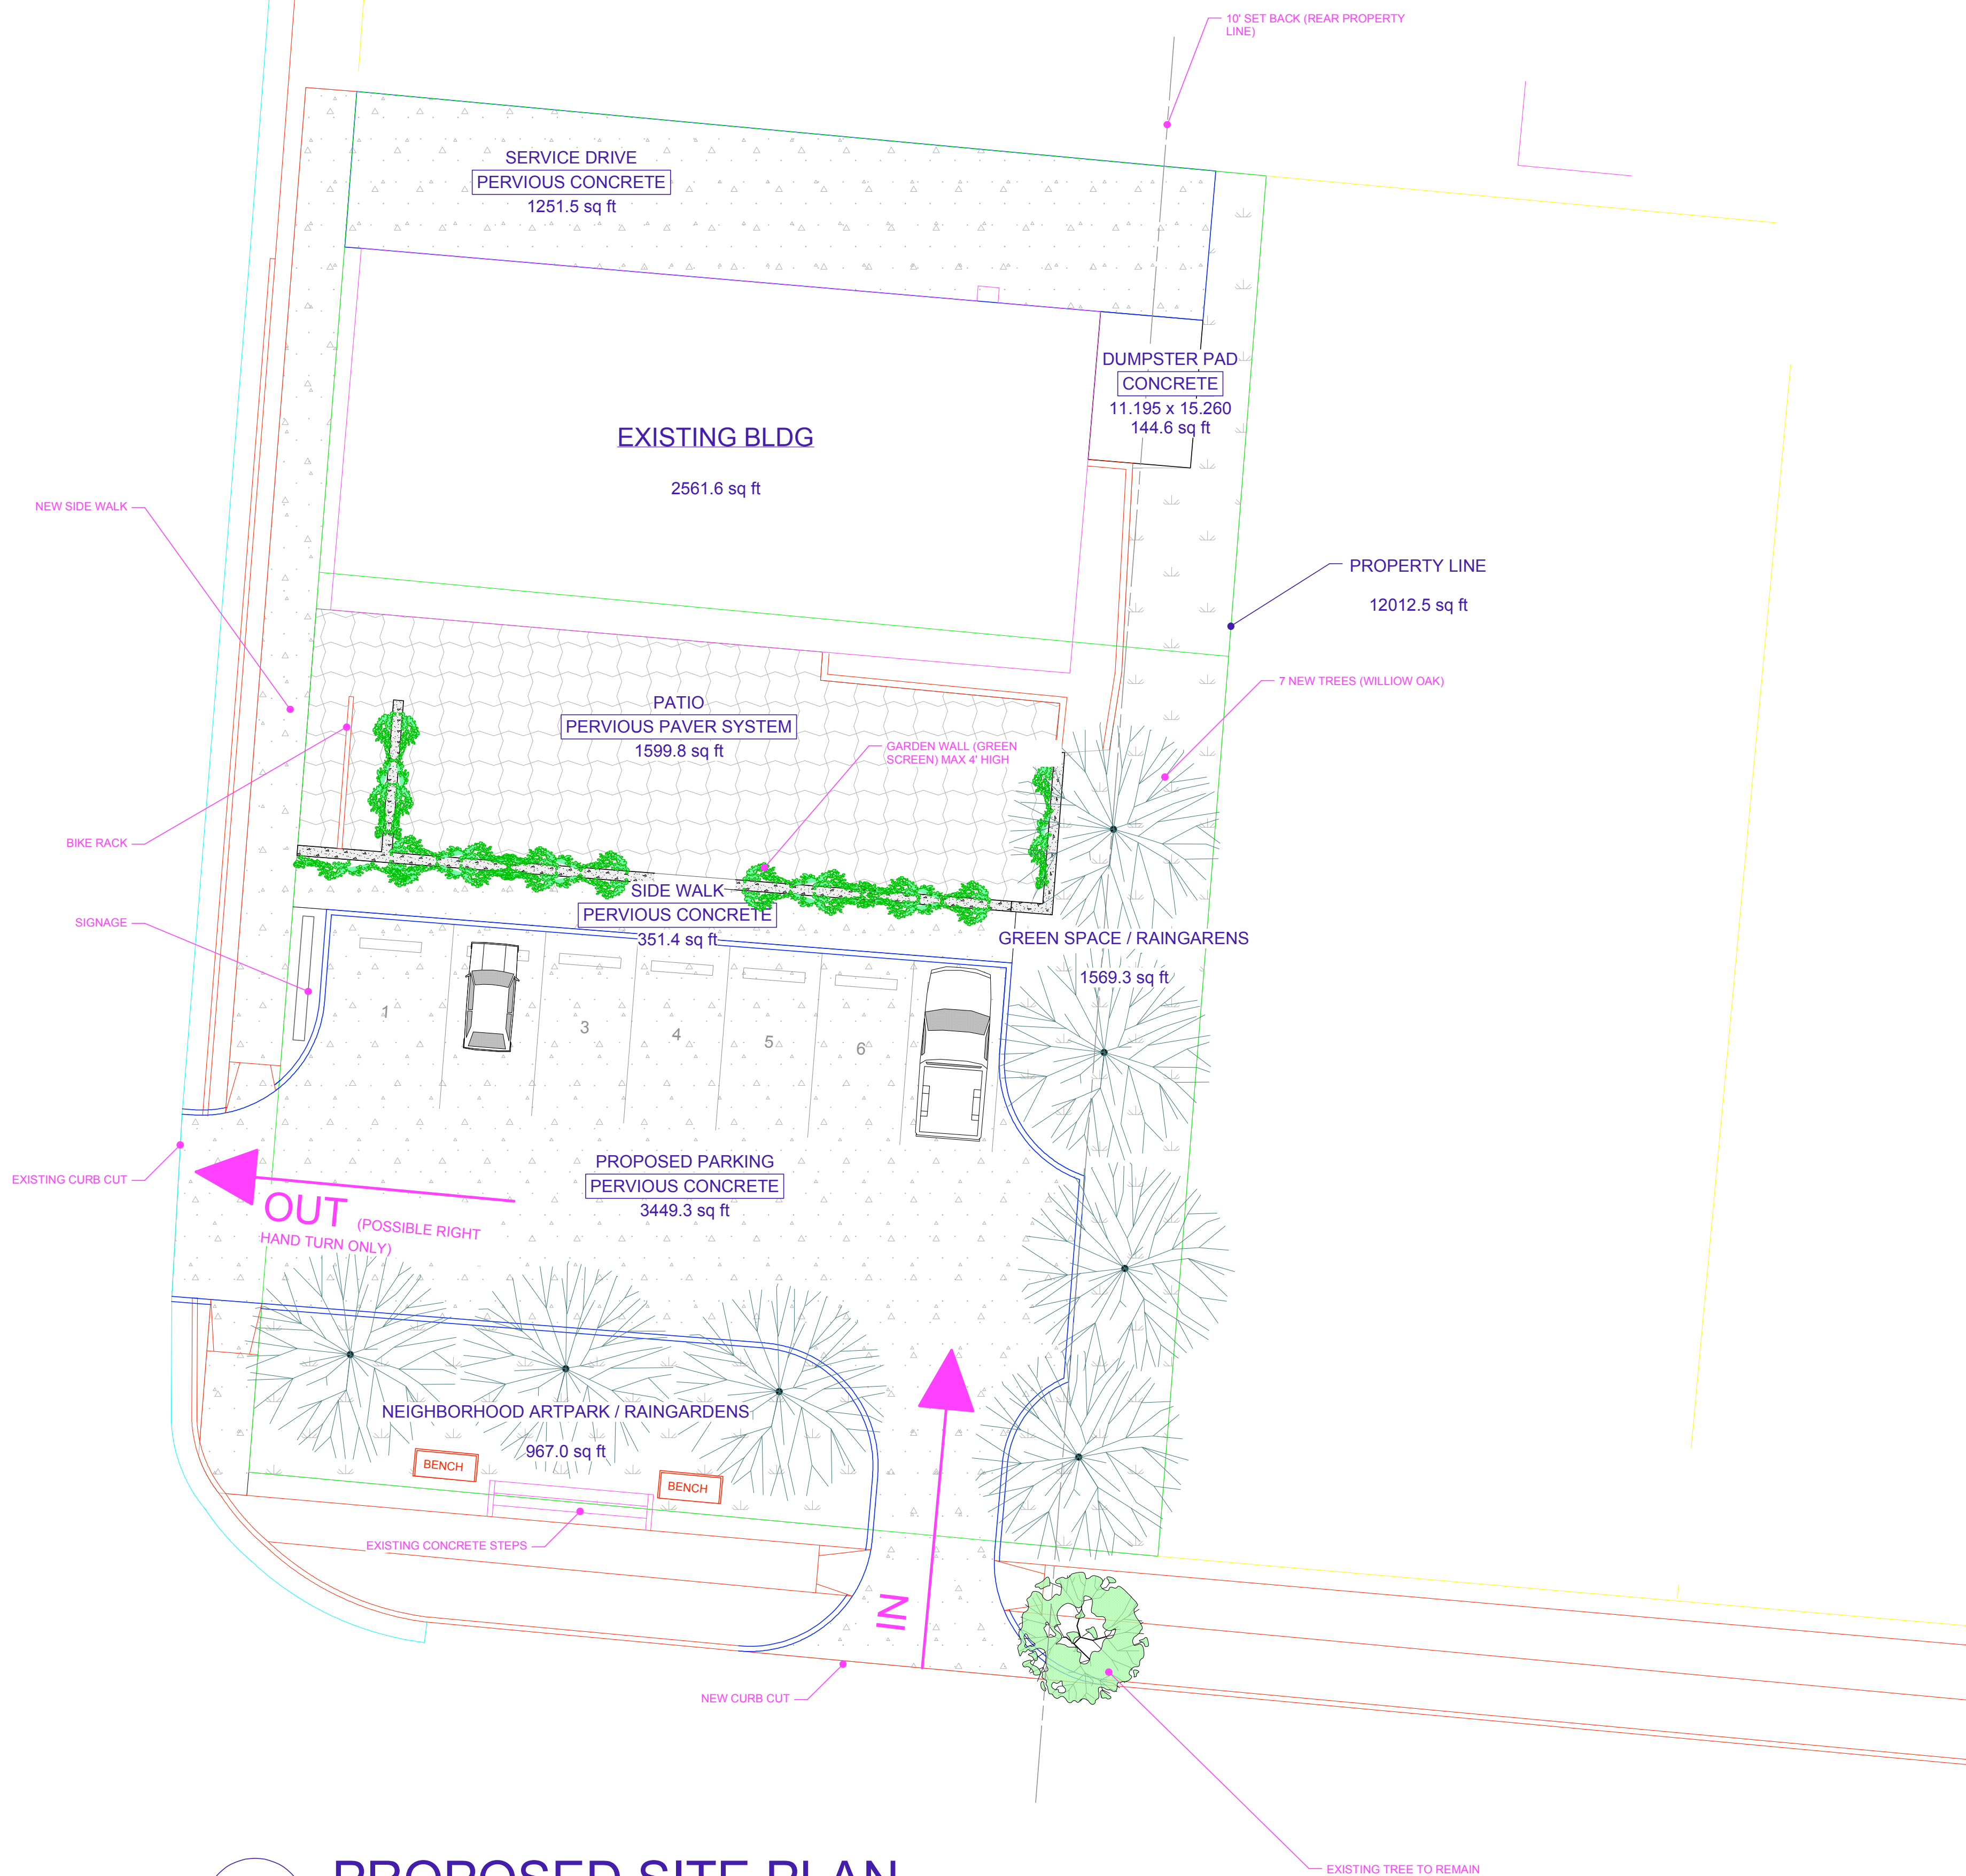 10' SET BACK (REAR PROPERTY
LINE)
SERVICE DRIVE
PERVIOUS CONCRETE
1251.5 sq ft
DUMPSTER PAD
CONCRETE
11.195 x 15.260
144.6 sq ft
EXISTING BLDG
2561.6 sq ft
NEW SIDE WALK
PROPERTY LINE
12012.5 sq ft
7 NEW TREES (WILLIOW OAK)
PATIO
PERVIOUS PAVER SYSTEM
1599.8 sq ft
GARDEN WALL (GREEN
SCREEN) MAX 4' HIGH
BIKE RACK
SIDE WALK
PERVIOUS CONCRETE
351.4 sq ft
SIGNAGE
GREEN SPACE / RAINGARENS
1569.3 sq ft
1
3
4
5
6
PROPOSED PARKING
PERVIOUS CONCRETE
3449.3 sq ft
EXISTING CURB CUT
OUT (POSSIBLE RIGHT
HAND TURN ONLY)
NEIGHBORHOOD ARTPARK / RAINGARDENS
967.0 sq ft
BENCH
BENCH
EXISTING CONCRETE STEPS
IN
NEW CURB CUT
PROPOSED SITE PLAN
EXISTING TREE TO REMAIN